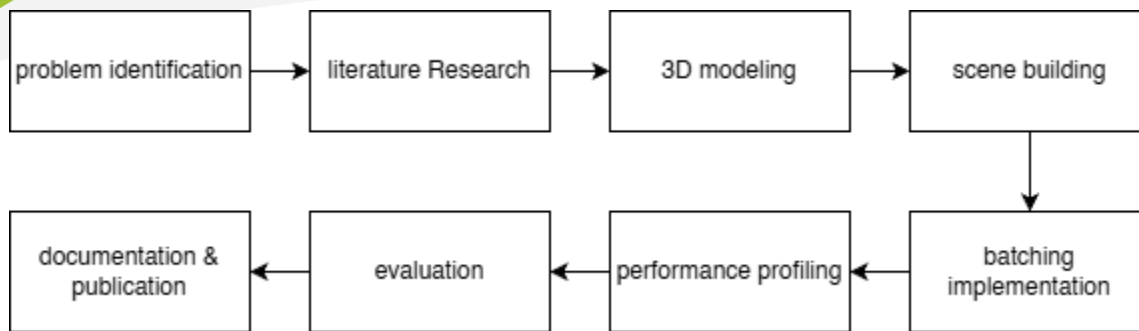 problem identification
literature Research
3D modeling
scene building
batching
implementation
performance profiling
evaluation
documentation &
publication